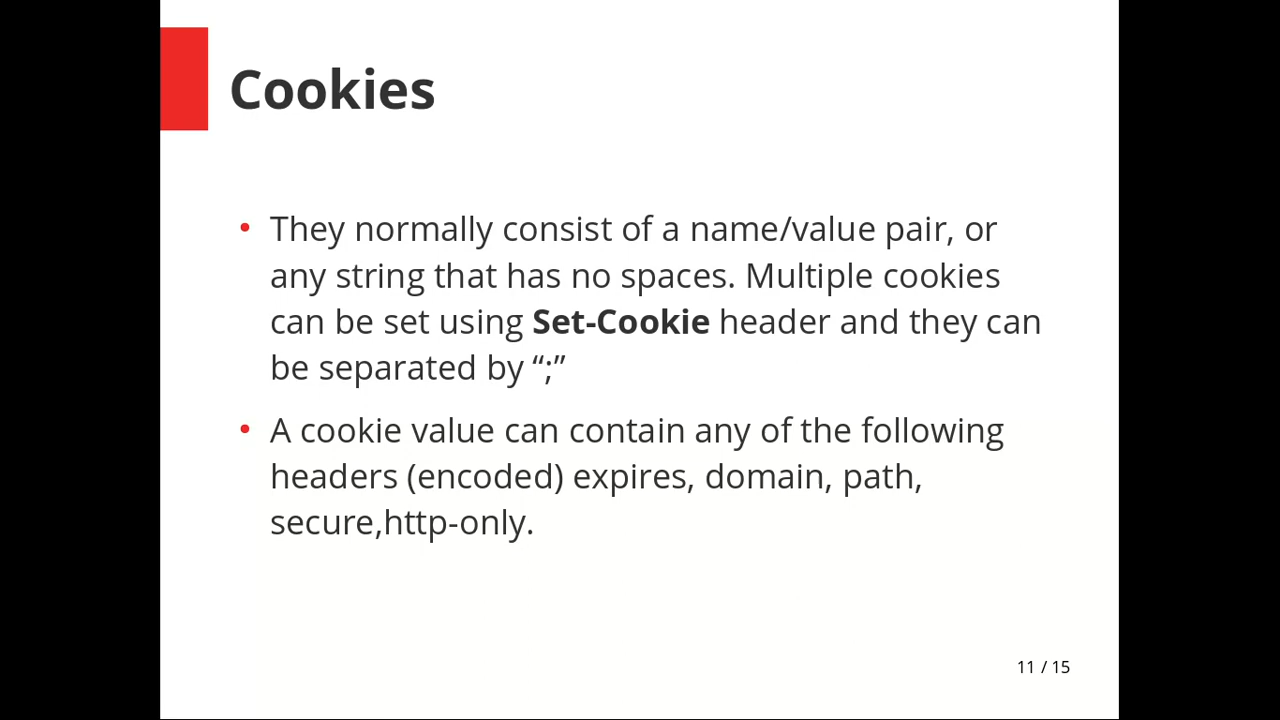 Cookies
• They normally consist of a name/value pair, or
any string that has no spaces. Multiple cookies
can be set using Set-Cookie header and they can
be separated by “;”
• A cookie value can contain any of the following
headers (encoded) expires, domain, path,
secure,http-only.
11 / 15